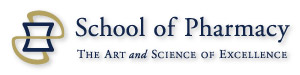 School of Pharmacy
The Art and Science of Excellence